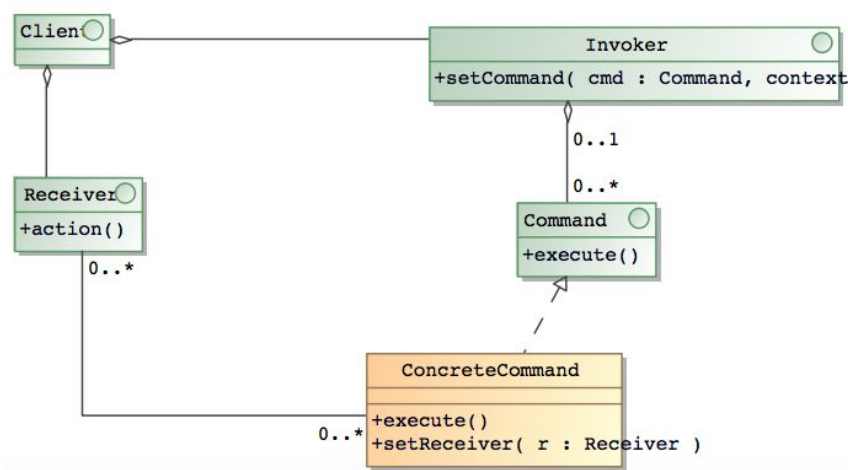 Client
Invoker
+setCommand( cmd : Command, context
0..1
0..*
Receiver
+action()
Command
+execute()
0..*
ConcreteCommand
+execute()
+setReceiver( r : Receiver )
0..*